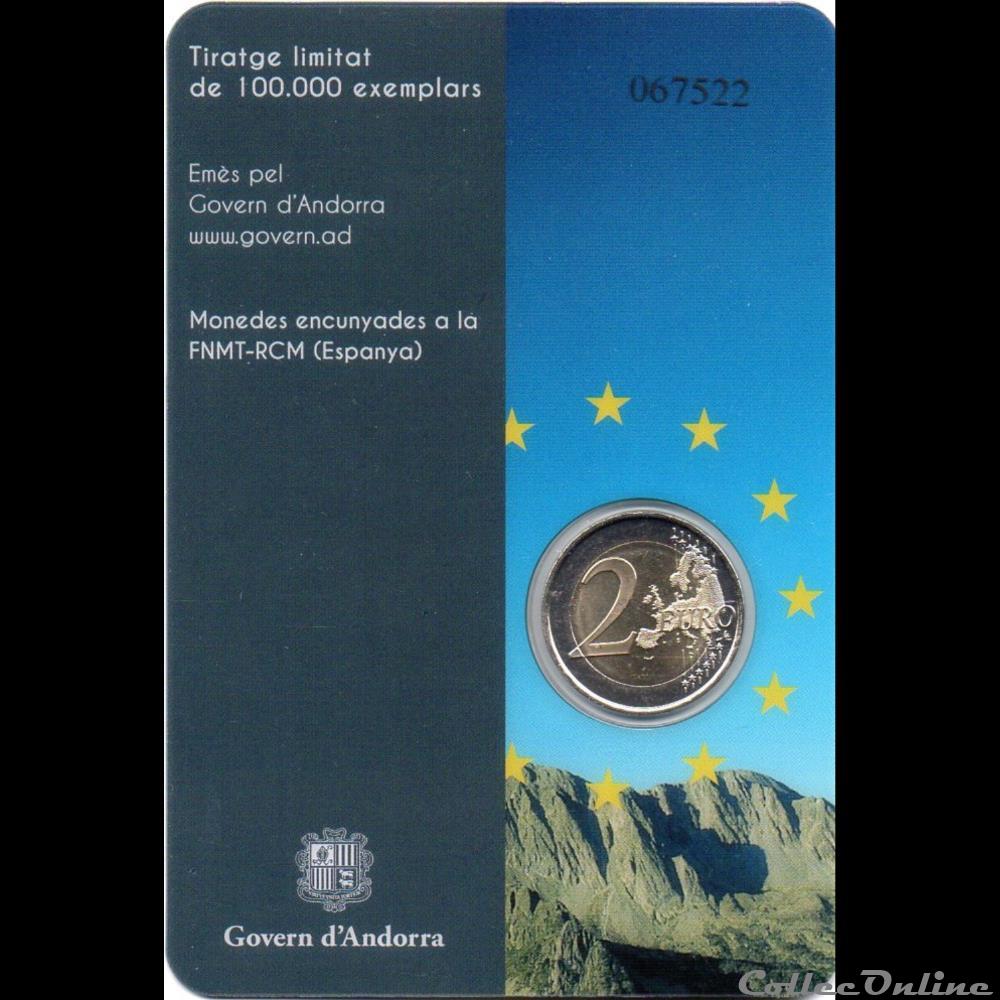 Tiratge limitat
de 100.000 exemplars
067522
Emès pel
Govern d'Andorra
www.govern.ad
Monedes encunyades a la
FNMT-RCM (Espanya)
2 EURO
Govern d'Andorra
CollecOnline